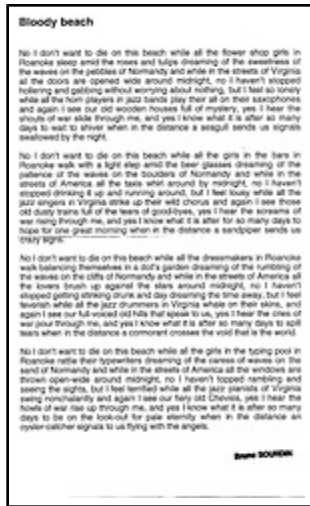 Bloody beach
No I don't want to die on this beach while all the flower shop girls in
Roanoke sleep amid the roses and tulips dreaming of the sweetness of
the waves on the pebbles of Normandy and while in the streets of Virginia
all the doors are opened wide around midnight, no I haven't stopped
hollering and gabbing without worrying about nothing, but I feel so lonely
while all the horn players in jazz bands play their all on their saxophones
and again I see our old wooden houses full of mystery, yes I hear the
shouts of war slide through me, and yes I know what it is after so many
days to wait to shiver when in the distance a seagull sends us signals
swallowed by the night.
No I don't want to die on this beach while all the girls in the bars in
Roanoke walk with a light step amid the beer glasses dreaming of the
patience of the waves on the boulders of Normandy and while in the
streets of America all the taxis whirl around by midnight, no I haven't
stopped drinking it up and running around, but I feel lousy while all the
jazz singers in Virginia strike up their wild chorus and again I see those
old dusty trains full of the tears of good-byes, yes I hear the screams of
war rising through me, and yes I know what it is after for so many days to
hope for one great morning when in the distance a sandpiper sends us
crazy signs.
No I don't want to die on this beach while all the dressmakers in Roanoke
walk balancing themselves in a doll's garden dreaming of the rumbling of
the waves on the cliffs of Normandy and while in the streets of America all
the lovers brush up against the stars around midnight, no I haven't
stopped getting stinking drunk and day dreaming the time away, but I feel
feverish while all the jazz drummers in Virginia whale on their skins, and
again I see our full-voiced old hills that speak to us, yes I hear the cries of
war pour through me, and yes I know what it is after so many days to spill
tears when in the distance a cormorant crosses the void that is the world.
No I don't want to die on this beach while all the girls in the typing pool in
Roanoke rattle their typewriters dreaming of the caress of waves on the
sand of Normandy and while in the streets of America all the windows are
thrown open-wide around midnight, no I haven't topped rambling and
seeing the sights, but I feel terrified while all the jazz pianists of Virginia
swing nonchalantly and again I see our fiery old Chevies, yes I hear the
howls of war rise up through me, and yes I know what it is after so many
days to be on the look-out for pale eternity when in the distance an
oyster-catcher signals to us flying with the angels.
Bruno SOURDIN